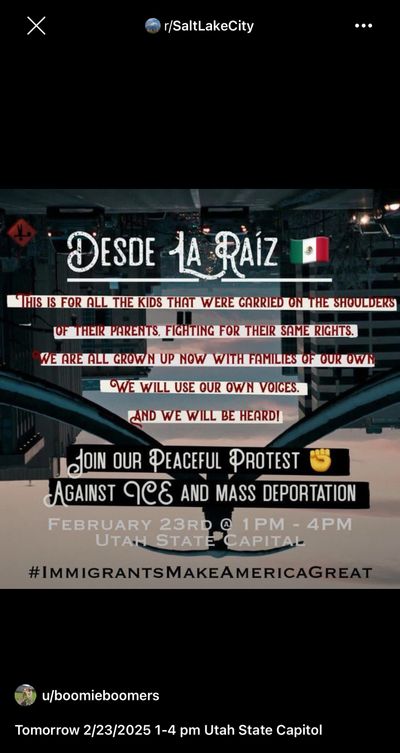 r/SaltLakeCity
Desde La Raíz 🇲🇽
This is for all the kids that were carried on the shoulders
of their parents, fighting for their same rights.
We are all grown up now with families of our own
We will use our own voices.
And we will be heard!
Join our Peaceful Protest ✊
Against ICE and mass deportation
February 23rd @ 1PM - 4PM
Utah State Capital
#ImmigrantsMakeAmericaGreat
u/boomieboomers
Tomorrow 2/23/2025 1-4 pm Utah State Capitol